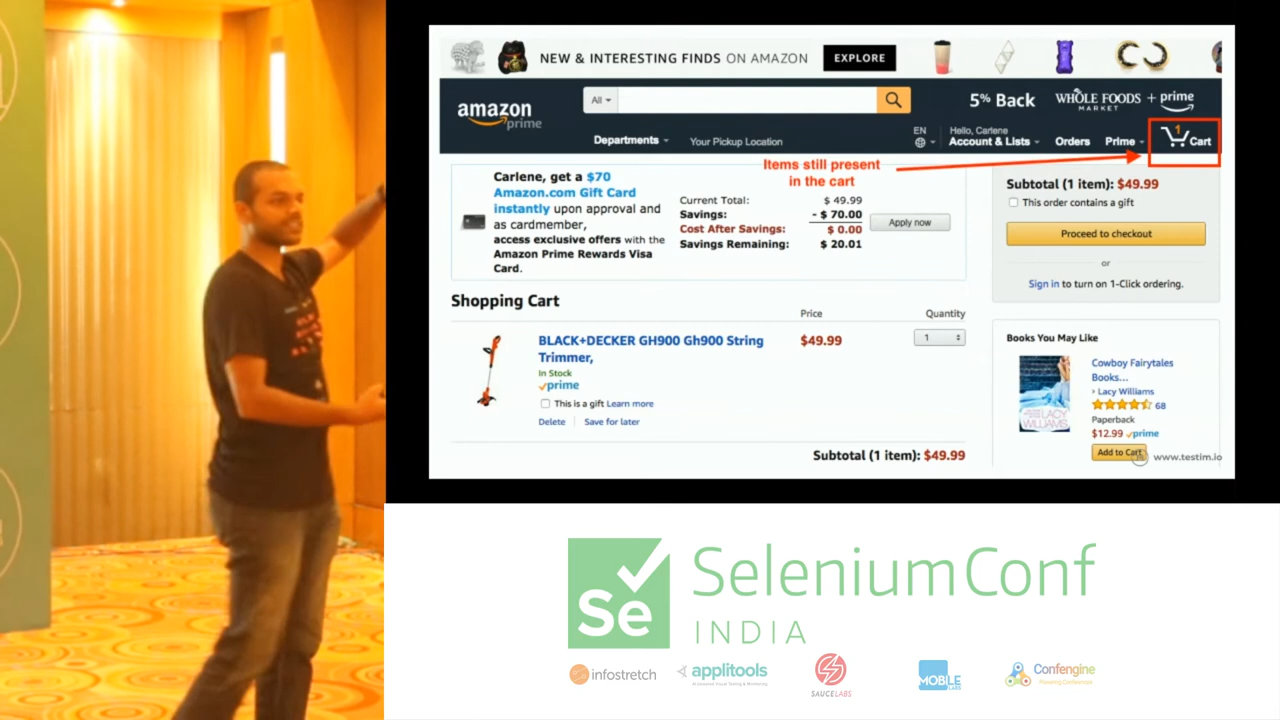 NEW & INTERESTING FINDS ON AMAZON EXPLORE
amazon prime
All
5% Back
WHOLE FOODS MARKET + prime
Departments
Your Pickup Location
EN
Hello, Carlene
Account & Lists
Orders
Prime
1
Cart
Items still present
in the cart
Carlene, get a $70
Amazon.com Gift Card
instantly upon approval and
as cardmember,
access exclusive offers with the
Amazon Prime Rewards Visa
Card.
Current Total: $ 49.99
Savings: - $ 70.00
Cost After Savings: $ 0.00
Savings Remaining: $ 20.01
Apply now
Subtotal (1 item): $49.99
This order contains a gift
Proceed to checkout
or
Sign in to turn on 1-Click ordering.
Shopping Cart
Price
Quantity
BLACK+DECKER GH900 Gh900 String
Trimmer,
In Stock
prime
This is a gift Learn more
Delete
Save for later
$49.99
1
Subtotal (1 item): $49.99
Books You May Like
LACY
WILLIAMS
Cowboy Fairytales
Books...
› Lacy Williams
68
Paperback
$12.99 prime
Add to Cart
www.testim.io
Se
SeleniumConf
INDIA
infostretch
applitools
SAUCELABS
MOBILE
LABS
Confengine